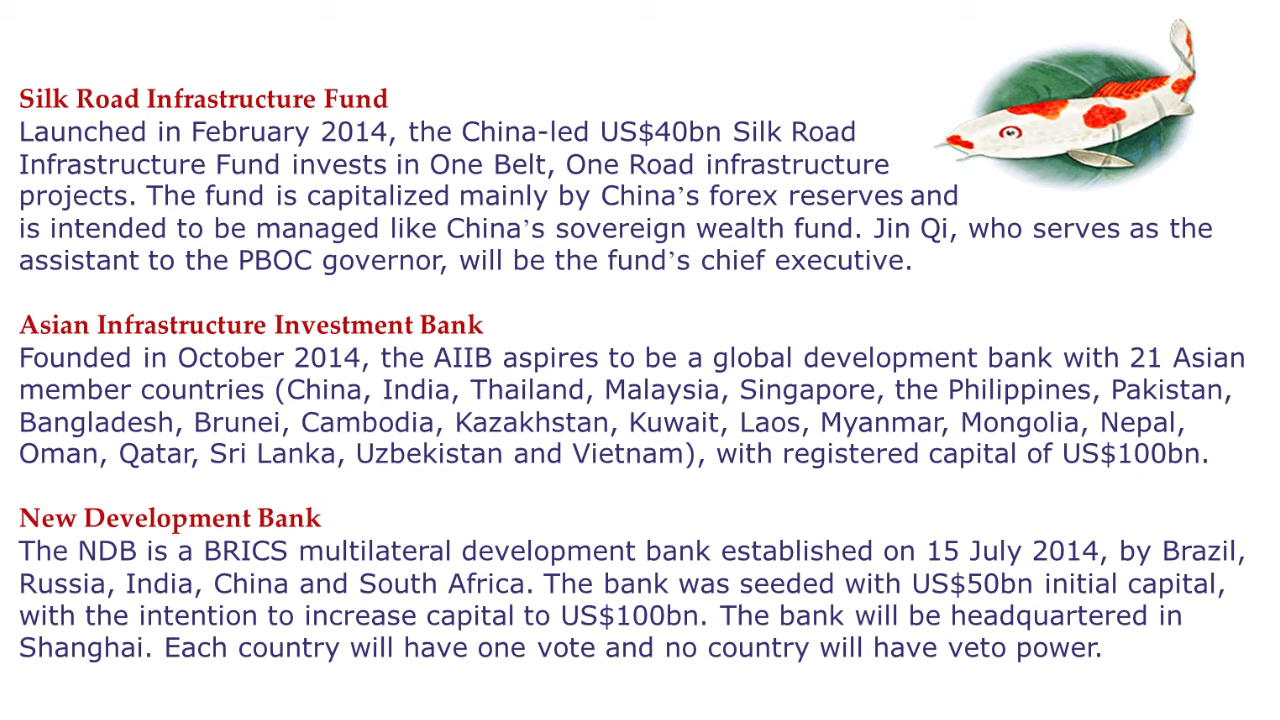 Silk Road Infrastructure Fund
Launched in February 2014, the China-led US$40bn Silk Road
Infrastructure Fund invests in One Belt, One Road infrastructure
projects. The fund is capitalized mainly by China’s forex reserves and
is intended to be managed like China’s sovereign wealth fund. Jin Qi, who serves as the
assistant to the PBOC governor, will be the fund’s chief executive.
Asian Infrastructure Investment Bank
Founded in October 2014, the AIIB aspires to be a global development bank with 21 Asian
member countries (China, India, Thailand, Malaysia, Singapore, the Philippines, Pakistan,
Bangladesh, Brunei, Cambodia, Kazakhstan, Kuwait, Laos, Myanmar, Mongolia, Nepal,
Oman, Qatar, Sri Lanka, Uzbekistan and Vietnam), with registered capital of US$100bn.
New Development Bank
The NDB is a BRICS multilateral development bank established on 15 July 2014, by Brazil,
Russia, India, China and South Africa. The bank was seeded with US$50bn initial capital,
with the intention to increase capital to US$100bn. The bank will be headquartered in
Shanghai. Each country will have one vote and no country will have veto power.